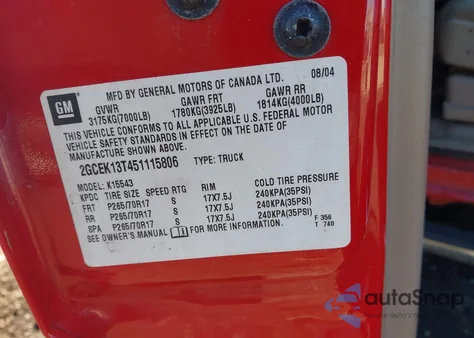 MFD BY GENERAL MOTORS OF CANADA LTD. 08/04
GM
GVWR GAWR FRT GAWR RR
3175KG(7000LB) 1780KG(3925LB) 1814KG(4000LB)
THIS VEHICLE CONFORMS TO ALL APPLICABLE U.S. FEDERAL MOTOR
VEHICLE SAFETY STANDARDS IN EFFECT ON THE DATE OF
MANUFACTURE SHOWN ABOVE.
2GCEK13T451115806 TYPE: TRUCK
MODEL: K15543
KPDC TIRE SIZE SPEED RTG RIM COLD TIRE PRESSURE
FRT P265/70R17 S 17X7.5J 240KPA(35PSI)
RR P265/70R17 S 17X7.5J 240KPA(35PSI)
SPA P265/70R17 S 17X7.5J 240KPA(35PSI)
SEE OWNER'S MANUAL FOR MORE INFORMATION
F 356
T 740
autaSnap